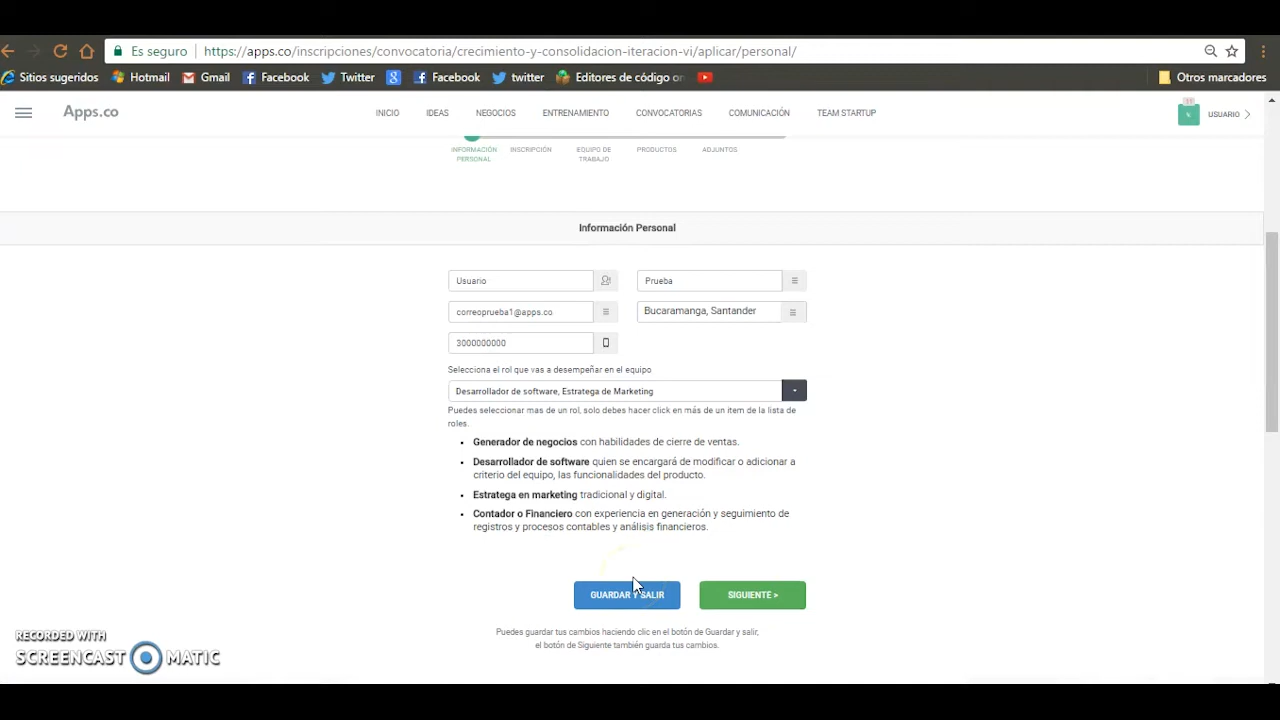 Es seguro https://apps.co/inscripciones/convocatoria/crecimiento-y-consolidacion-iteracion-vi/aplicar/personal/
Sitios sugeridos Hotmail Gmail Facebook Twitter Facebook twitter Editores de código on Otros marcadores
Apps.co INICIO IDEAS NEGOCIOS ENTRENAMIENTO CONVOCATORIAS COMUNICACIÓN TEAM STARTUP USUARIO
INFORMACIÓN PERSONAL INSCRIPCIÓN EQUIPO DE TRABAJO PRODUCTOS ADJUNTOS
Información Personal
Usuario Prueba
correoprueba1@apps.co Bucaramanga, Santander
3000000000
Selecciona el rol que vas a desempeñar en el equipo
Desarrollador de software, Estratega de Marketing
Puedes seleccionar mas de un rol, solo debes hacer click en más de un item de la lista de
roles.
Generador de negocios con habilidades de cierre de ventas.
Desarrollador de software quien se encargará de modificar o adicionar a
criterio del equipo, las funcionalidades del producto.
Estratega en marketing tradicional y digital.
Contador o Financiero con experiencia en generación y seguimiento de
registros y procesos contables y análisis financieros.
GUARDAR Y SALIR SIGUIENTE >
Puedes guardar tus cambios haciendo clic en el botón de Guardar y salir,
el botón de Siguiente también guarda tus cambios.
RECORDED WITH
SCREENCAST MATIC